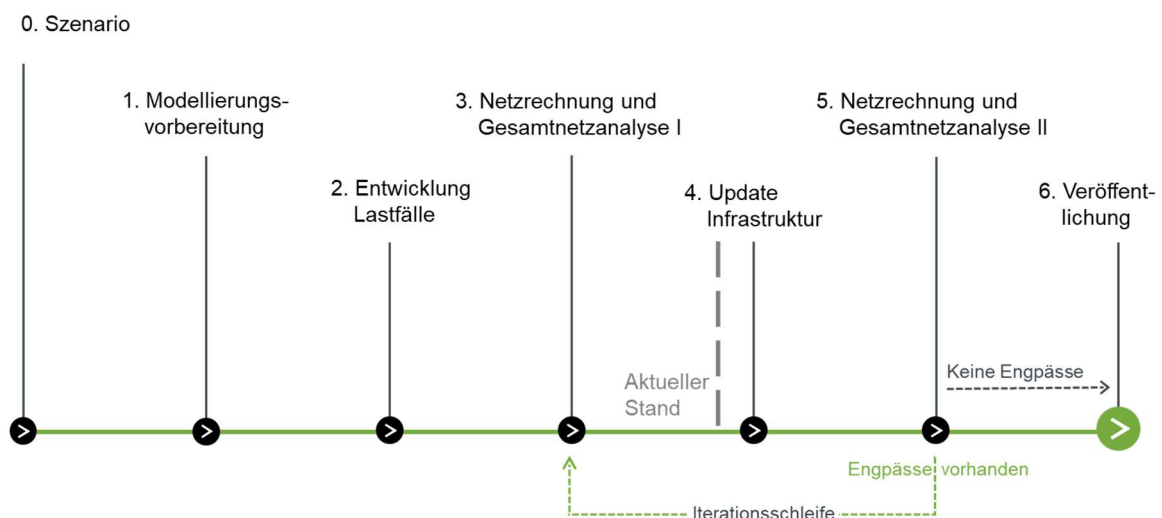 0. Szenario
1. Modellierungs-
vorbereitung
2. Entwicklung
Lastfälle
3. Netzrechnung und
Gesamtnetzanalyse I
4. Update
Infrastruktur
5. Netzrechnung und
Gesamtnetzanalyse II
6. Veröffent-
lichung
Aktueller
Stand
Keine Engpässe
Engpässe vorhanden
Iterationsschleife